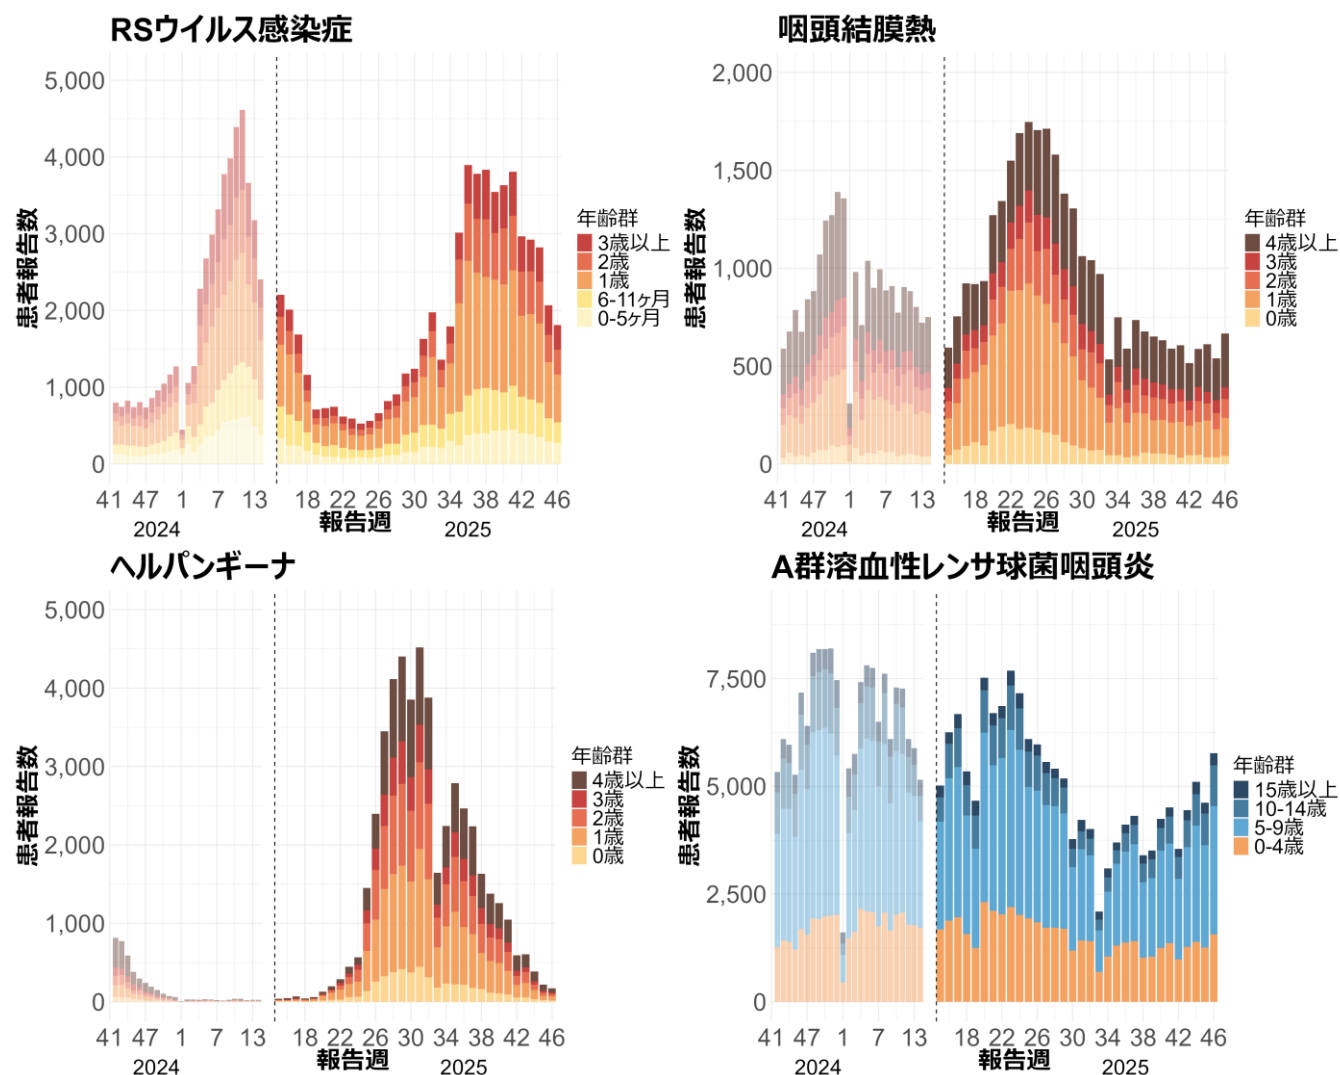 RSウイルス感染症
患者報告数
5,000
4,000
3,000
2,000
1,000
0
41 47 1 7 13 18 22 26 30 34 38 42 46
2024 報告週 2025
年齢群
3歳以上
2歳
1歳
6-11ヶ月
0-5ヶ月
咽頭結膜熱
患者報告数
2,000
1,500
1,000
500
0
41 47 1 7 13 18 22 26 30 34 38 42 46
2024 報告週 2025
年齢群
4歳以上
3歳
2歳
1歳
0歳
ヘルパンギーナ
患者報告数
5,000
4,000
3,000
2,000
1,000
0
41 47 1 7 13 18 22 26 30 34 38 42 46
2024 報告週 2025
年齢群
4歳以上
3歳
2歳
1歳
0歳
A群溶血性レンサ球菌咽頭炎
患者報告数
7,500
5,000
2,500
0
41 47 1 7 13 18 22 26 30 34 38 42 46
2024 報告週 2025
年齢群
15歳以上
10-14歳
5-9歳
0-4歳